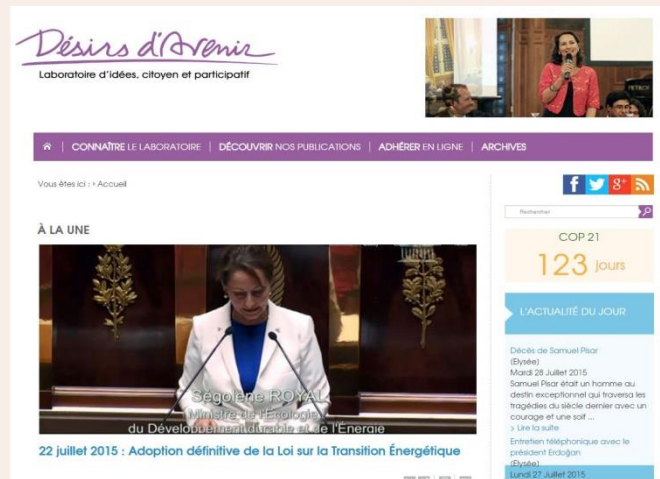 Désirs d'Avenir
Laboratoire d'idées, citoyen et participatif
CONNAÎTRE LE LABORATOIRE | DÉCOUVRIR NOS PUBLICATIONS | ADHÉRER EN LIGNE | ARCHIVES
Vous êtes ici : › Accueil
Rechercher
À LA UNE
COP 21
123 jours
L'ACTUALITÉ DU JOUR
Ségolène ROYAL
Ministre de l'Ecologie,
du Développement durable et de l'Energie
22 juillet 2015 : Adoption définitive de la Loi sur la Transition Énergétique
Décès de Samuel Pisar
(Elysée)
Mardi 28 Juillet 2015
Samuel Pisar était un homme au
destin exceptionnel qui traversa les
tragédies du siècle dernier avec un
courage et une soif ...
> Lire la suite
Entretien téléphonique avec le
président Erdoğan
(Elysée)
Lundi 27 Juillet 2015